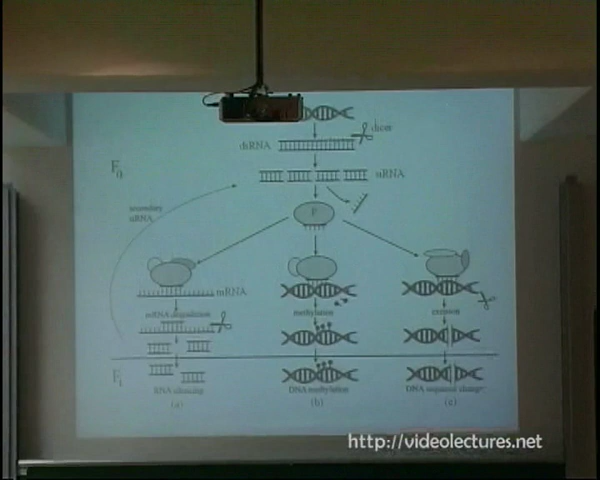 dicer
dsRNA
F0
siRNA
secondary
siRNA
P
mRNA
mRNA degradation
methylation
excision
F1
RNA silencing
DNA methylation
DNA sequence change
(a)
(b)
(c)
http://videolectures.net